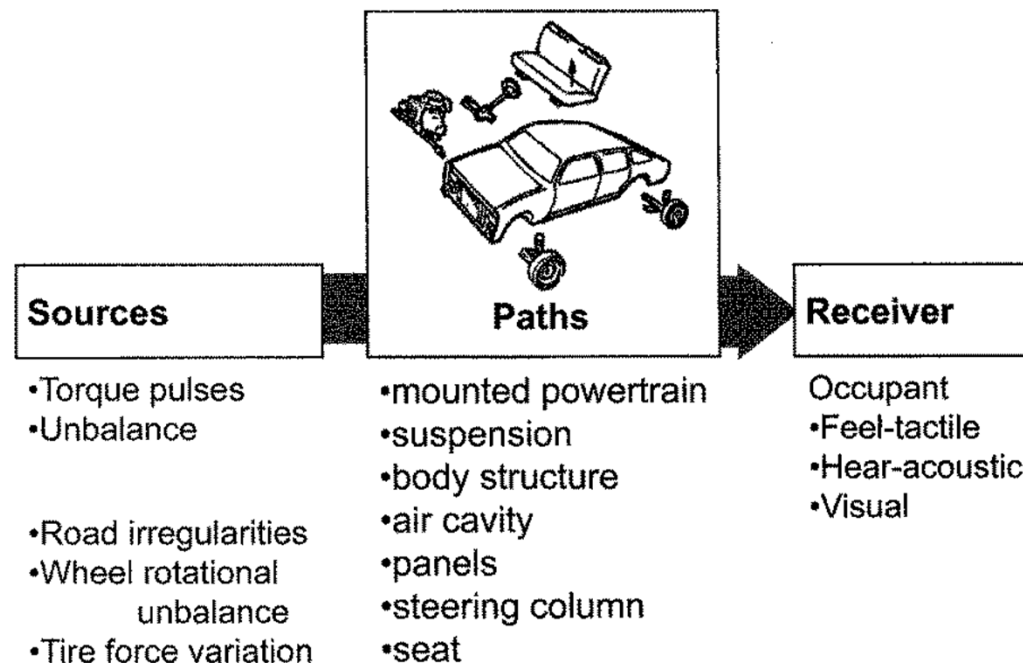 Sources
•Torque pulses
•Unbalance
•Road irregularities
•Wheel rotational
unbalance
•Tire force variation
Paths
•mounted powertrain
•suspension
•body structure
•air cavity
•panels
•steering column
•seat
Receiver
Occupant
•Feel-tactile
•Hear-acoustic
•Visual